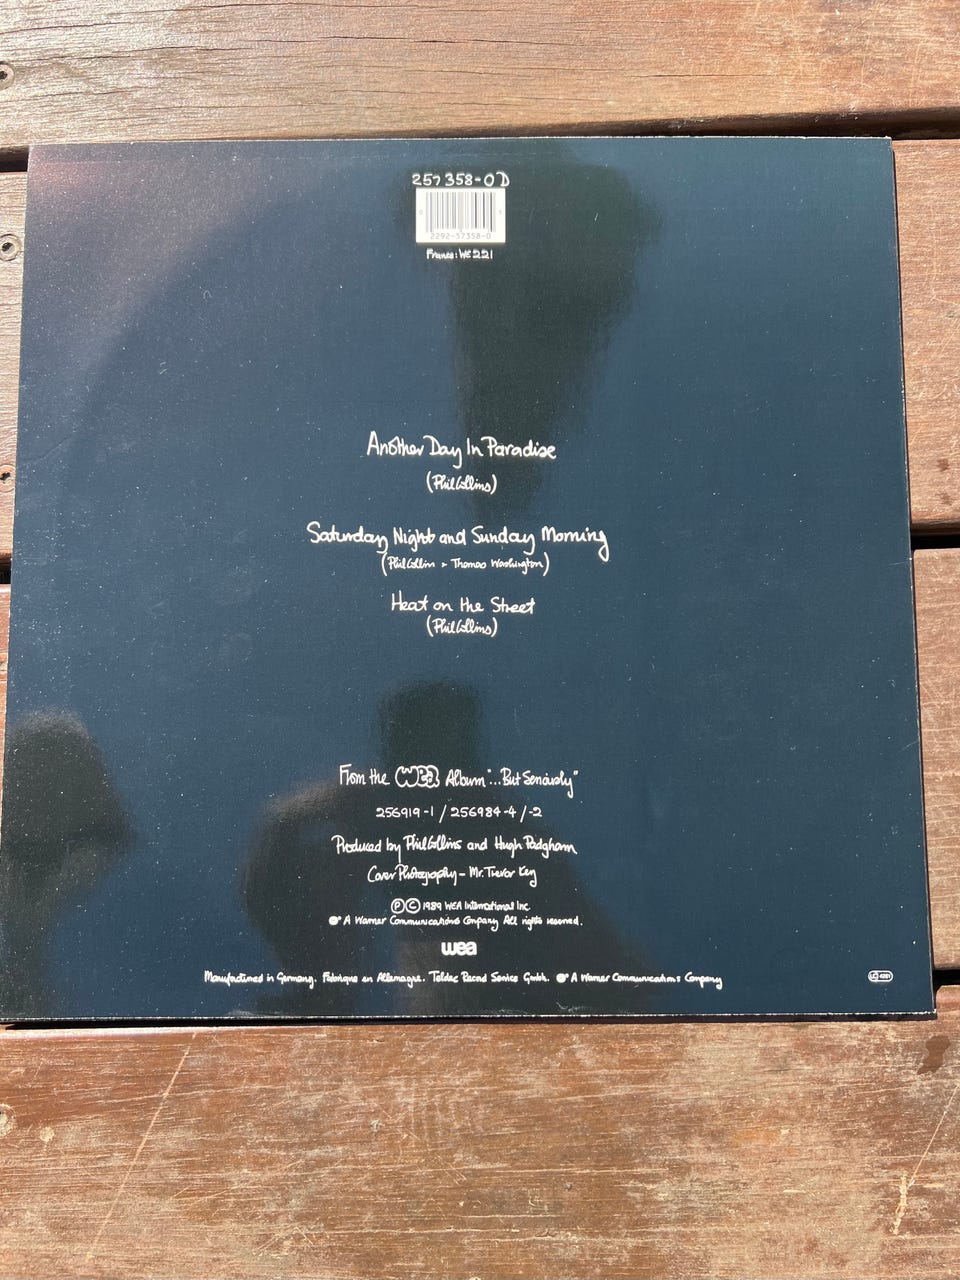 257 358-0 D
2292-57358-0
France: WE 221
Another Day In Paradise
(Phil Collins)
Saturday Night and Sunday Morning
(Phil Collins + Thomas Washington)
Heat on the Street
(Phil Collins)
From the wea Album "...But Seriously"
256919-1 / 256984-4 / -2
Produced by Phil Collins and Hugh Padgham
Cover Photography - Mr. Trevor Key
Ⓟ Ⓒ 1989 WEA International Inc.
A Warner Communications Company All rights reserved.
wea
Manufactured in Germany. Fabriqué en Allemagne. Teldec Record Service GmbH. A Warner Communications Company
LC 4281